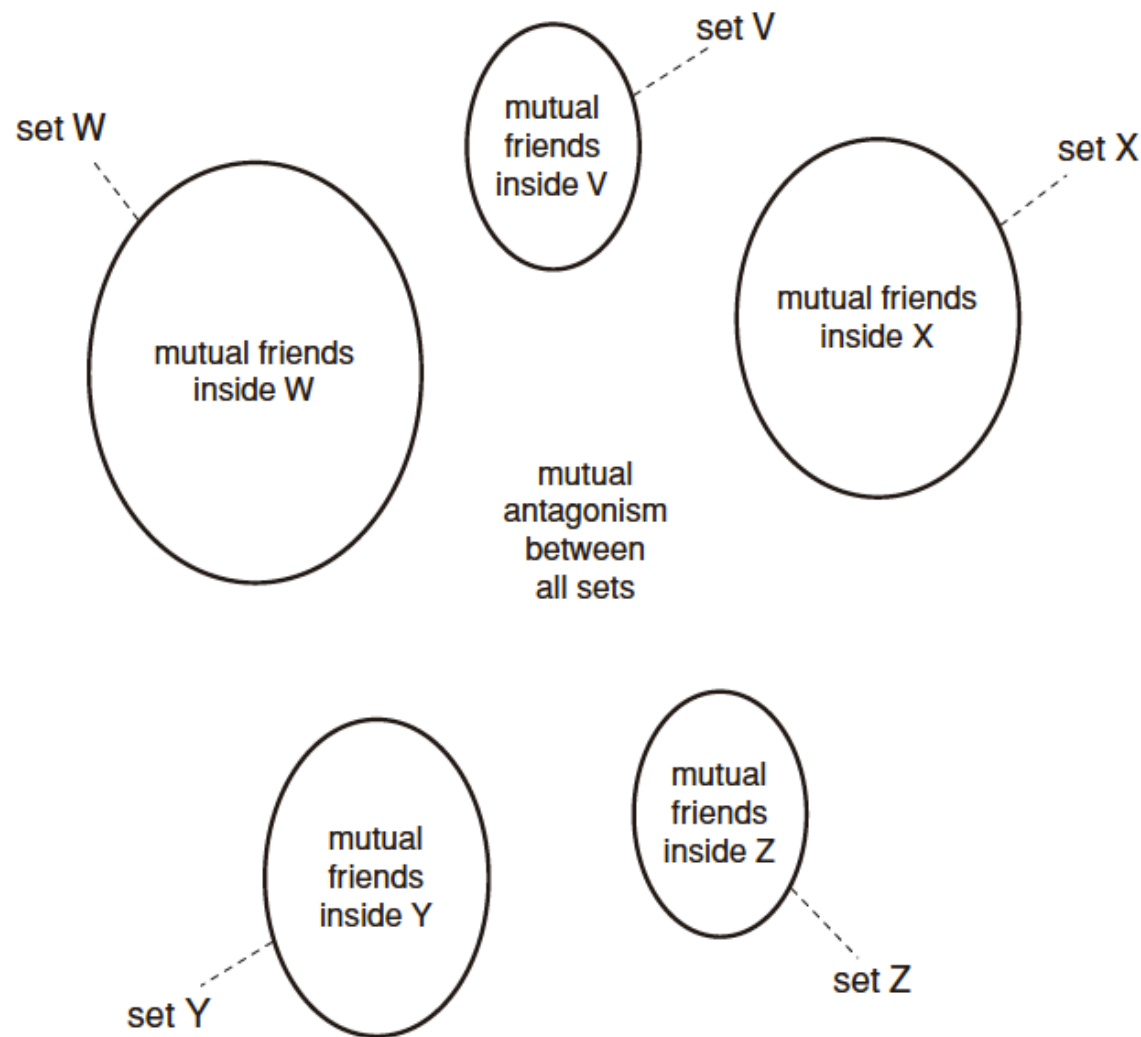 set V
mutual
friends
inside V
set W
set X
mutual friends
inside X
mutual friends
inside W
mutual
antagonism
between
all sets
mutual
friends
inside Z
mutual
friends
inside Y
set Z
set Y